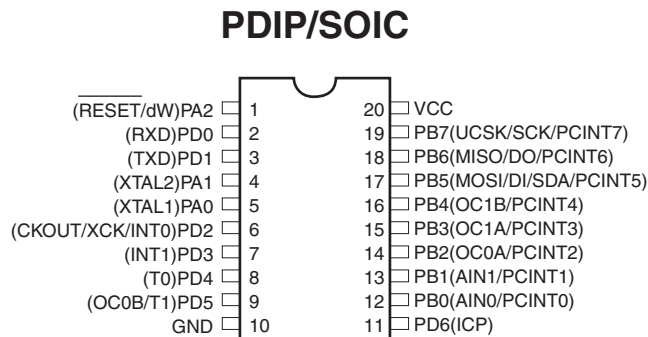 PDIP/SOIC
(RESET/dW)PA2 1 20 VCC
(RXD)PD0 2 19 PB7(UCSK/SCK/PCINT7)
(TXD)PD1 3 18 PB6(MISO/DO/PCINT6)
(XTAL2)PA1 4 17 PB5(MOSI/DI/SDA/PCINT5)
(XTAL1)PA0 5 16 PB4(OC1B/PCINT4)
(CKOUT/XCK/INT0)PD2 6 15 PB3(OC1A/PCINT3)
(INT1)PD3 7 14 PB2(OC0A/PCINT2)
(T0)PD4 8 13 PB1(AIN1/PCINT1)
(OC0B/T1)PD5 9 12 PB0(AIN0/PCINT0)
GND 10 11 PD6(ICP)